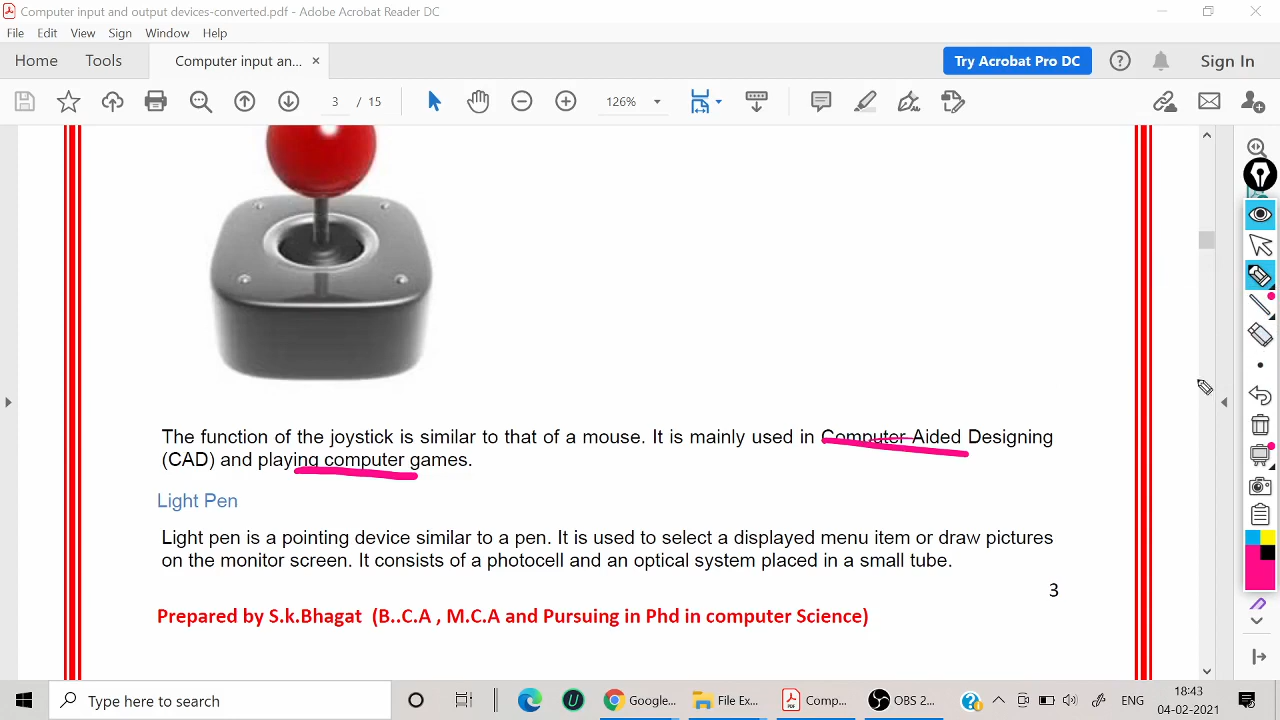 Computer input and output devices-converted.pdf - Adobe Acrobat Reader DC
File Edit View Sign Window Help
Home Tools Computer input an... × Try Acrobat Pro DC Sign In
3 / 15 126%
The function of the joystick is similar to that of a mouse. It is mainly used in Computer Aided Designing
(CAD) and playing computer games.
Light Pen
Light pen is a pointing device similar to a pen. It is used to select a displayed menu item or draw pictures
on the monitor screen. It consists of a photocell and an optical system placed in a small tube.
3
Prepared by S.k.Bhagat (B..C.A , M.C.A and Pursuing in Phd in computer Science)
Type here to search Google... File Ex... Comp... OBS 2... ENG 18:43
04-02-2021